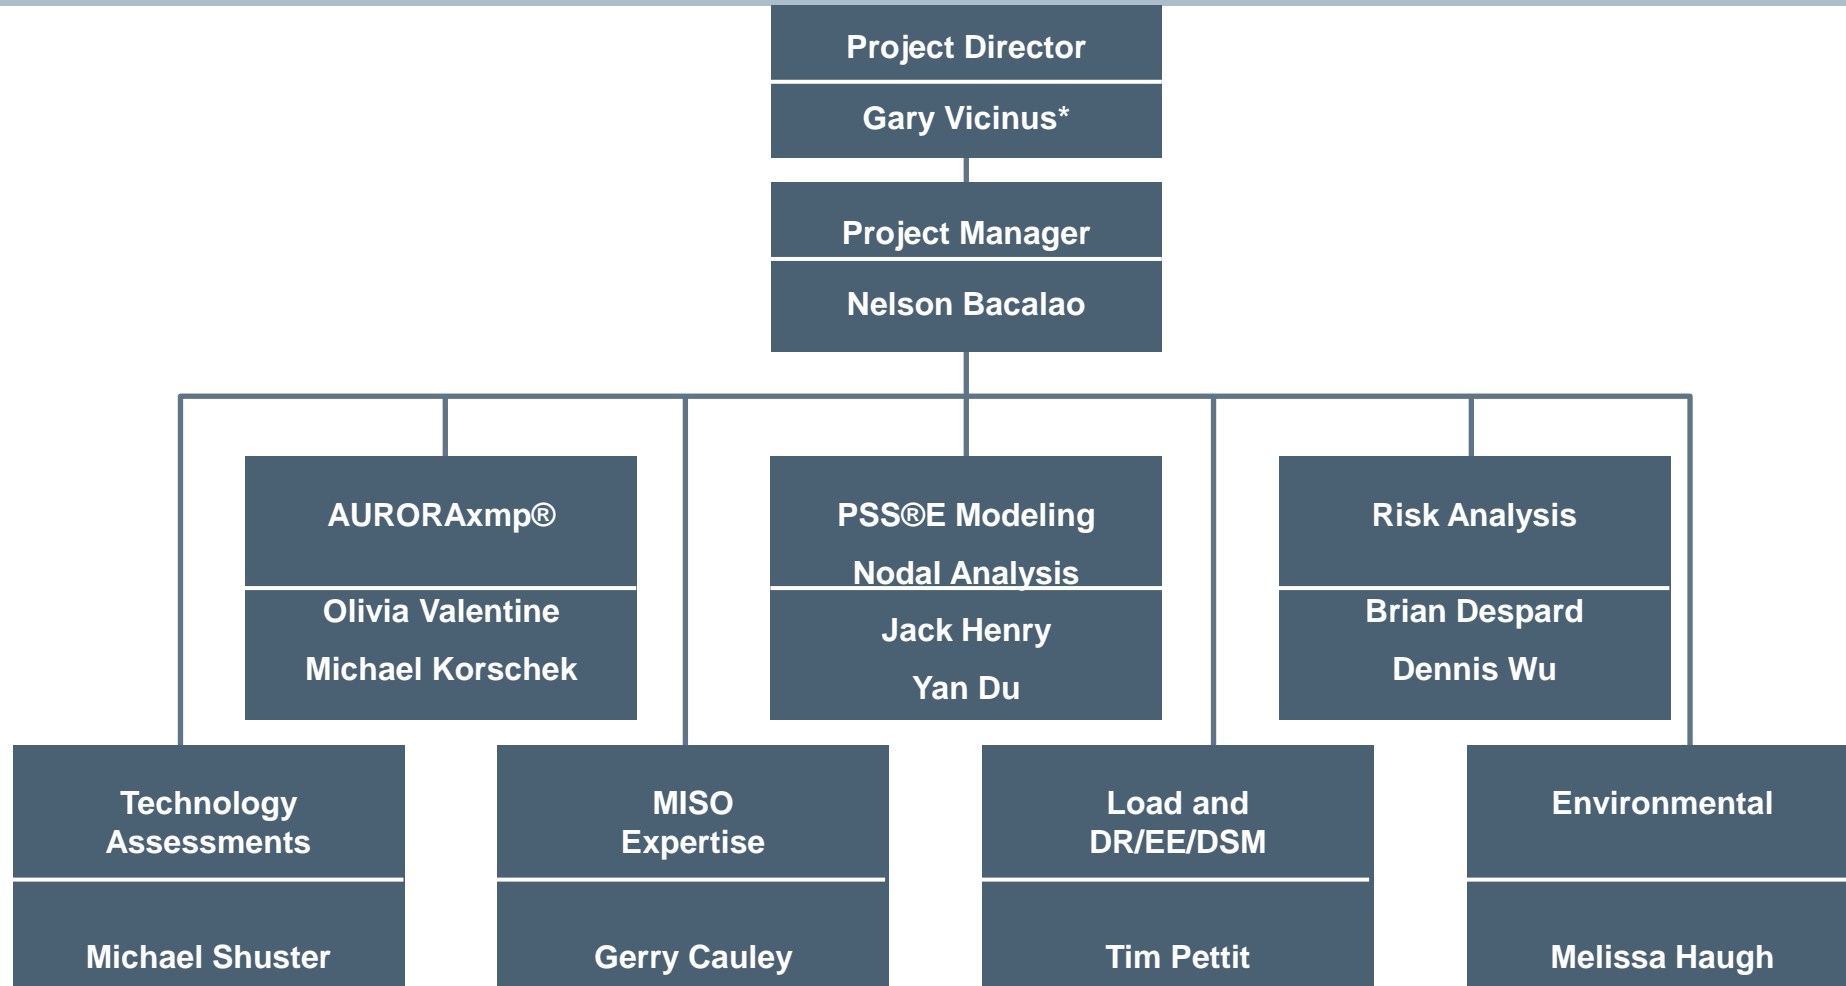 Project Director
Gary Vicinus*
Project Manager
Nelson Bacalao
AURORAxmp®
Olivia Valentine
Michael Korschek
PSS®E Modeling
Nodal Analysis
Jack Henry
Yan Du
Risk Analysis
Brian Despard
Dennis Wu
Technology
Assessments
Michael Shuster
MISO
Expertise
Gerry Cauley
Load and
DR/EE/DSM
Tim Pettit
Environmental
Melissa Haugh